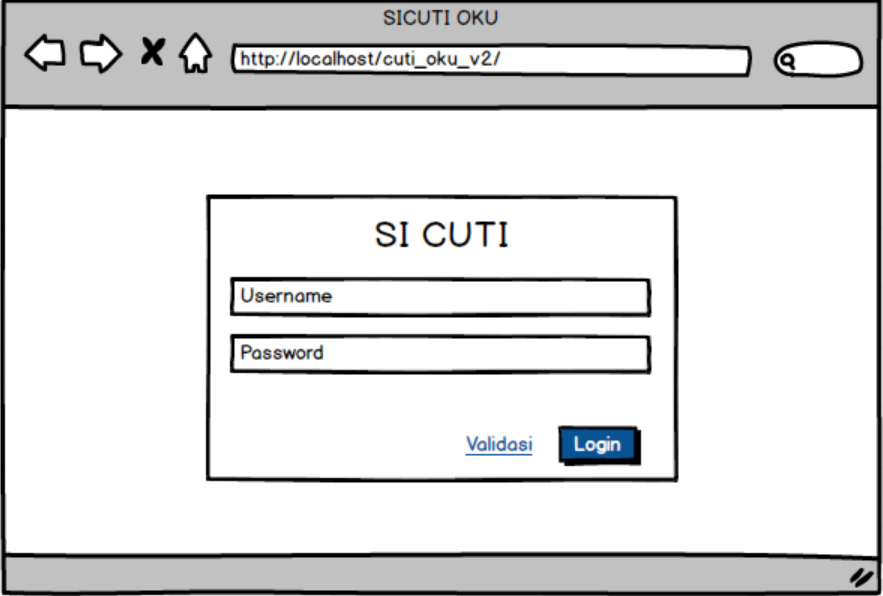 SICUTI OKU
http://localhost/cuti_oku_v2/
SI CUTI
Username
Password
Validasi
Login